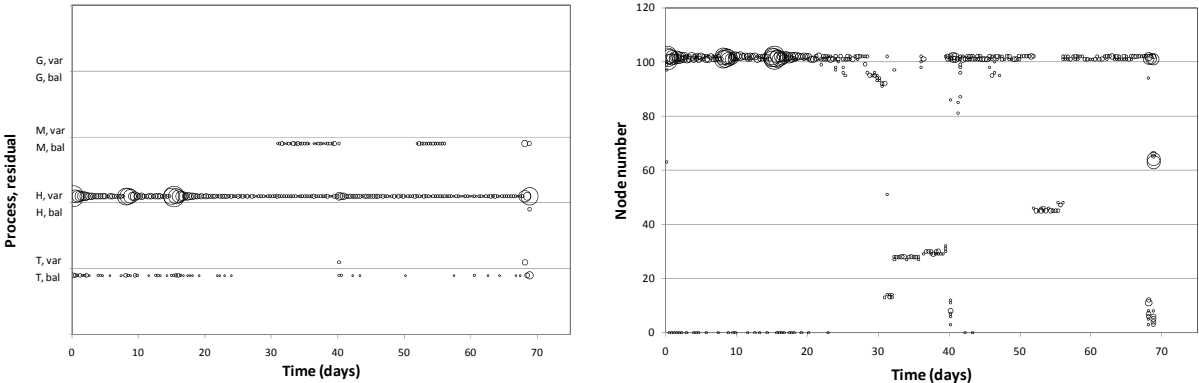 Process, residual
G, var
G, bal
M, var
M, bal
H, var
H, bal
T, var
T, bal
0 10 20 30 40 50 60 70
Time (days)
Node number
120
100
80
60
40
20
0
0 10 20 30 40 50 60 70
Time (days)